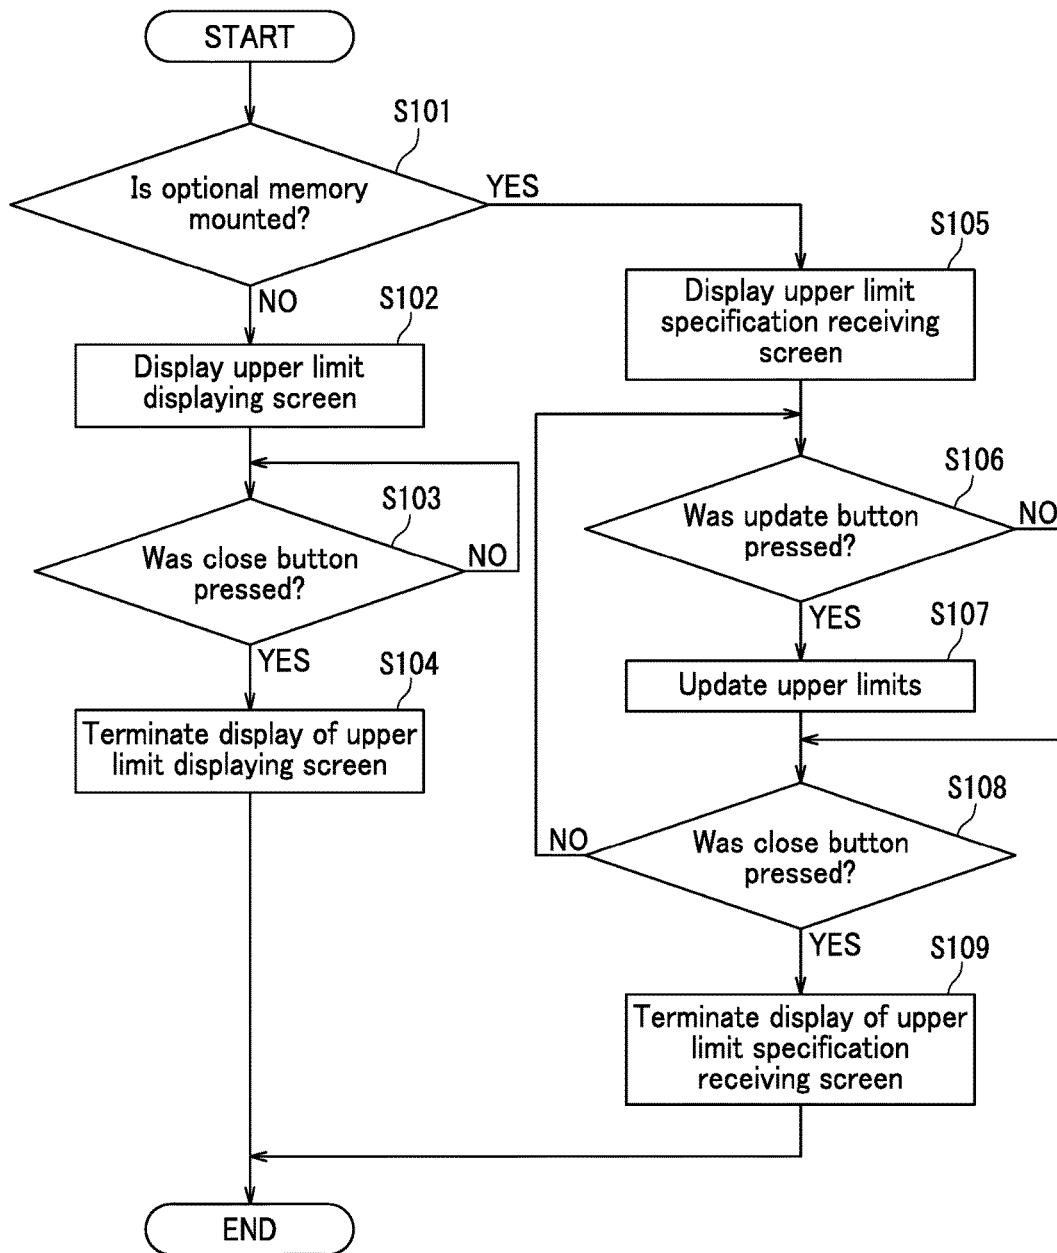 START
S101
Is optional memory
mounted?
YES
NO
S102
Display upper limit
displaying screen
S103
Was close button
pressed?
NO
YES
S104
Terminate display of upper
limit displaying screen
S105
Display upper limit
specification receiving
screen
S106
Was update button
pressed?
NO
YES
S107
Update upper limits
S108
Was close button
pressed?
NO
YES
S109
Terminate display of upper
limit specification
receiving screen
END